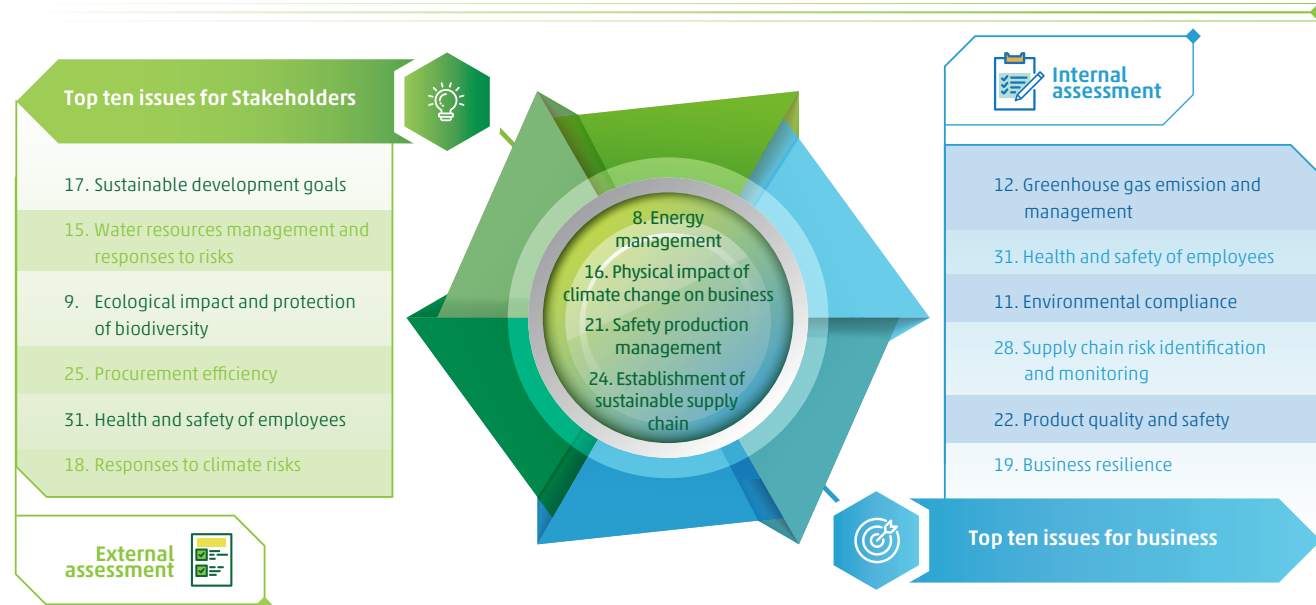 Top ten issues for Stakeholders
17. Sustainable development goals
15. Water resources management and
responses to risks
9. Ecological impact and protection
of biodiversity
25. Procurement efficiency
31. Health and safety of employees
18. Responses to climate risks
External
assessment
8. Energy
management
16. Physical impact of
climate change on business
21. Safety production
management
24. Establishment of
sustainable supply
chain
Internal
assessment
12. Greenhouse gas emission and
management
31. Health and safety of employees
11. Environmental compliance
28. Supply chain risk identification
and monitoring
22. Product quality and safety
19. Business resilience
Top ten issues for business